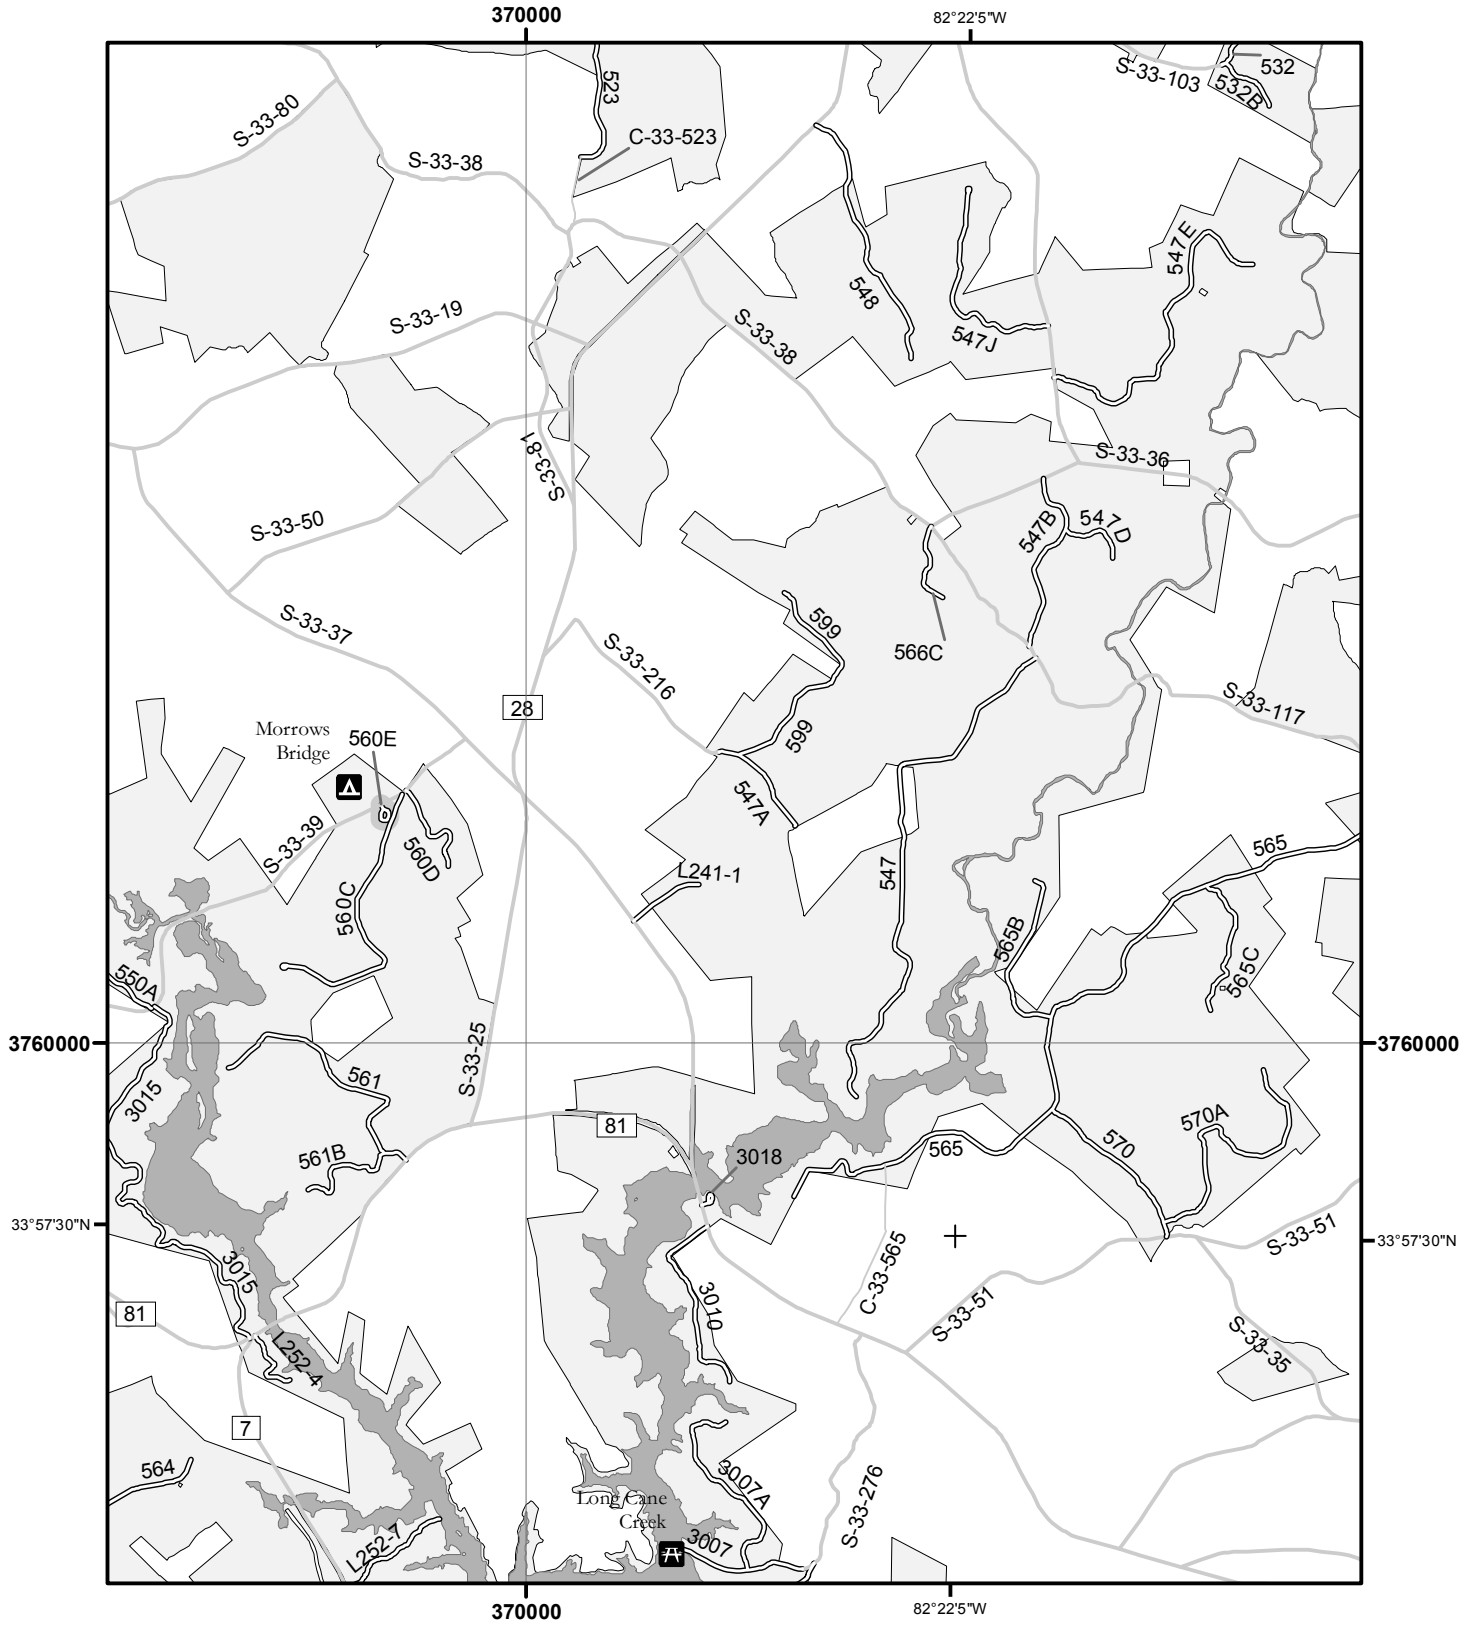 370000
82°22'5"W
S-33-103
532
532B
523
S-33-80
C-33-523
S-33-38
547E
548
S-33-19
S-33-38
547J
S-33-81
S-33-36
S-33-50
547B
547D
S-33-37
599
566C
S-33-216
S-33-117
28
599
Morrows
Bridge
560E
547A
S-33-39
560D
565
547
L241-1
560C
565B
565C
550A
3760000
3760000
S-33-25
561
3015
81
570A
570
565
561B
3018
33°57'30"N
33°57'30"N
S-33-51
3015
C-33-565
3010
81
S-33-51
L252-4
S-33-35
7
564
3007A
S-33-276
Long Cane
Creek
3007
L252-7
370000
82°22'5"W